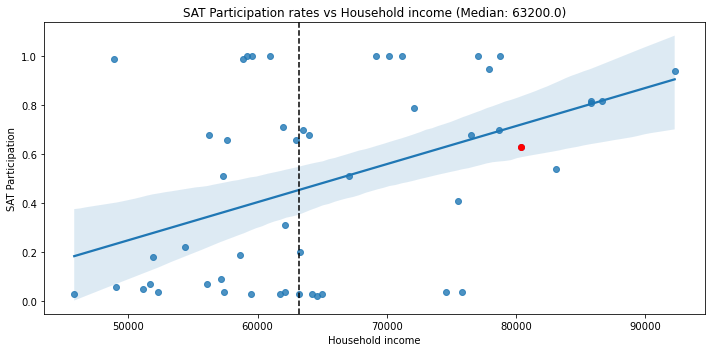 SAT Participation rates vs Household income (Median: 63200.0)
1.0
0.8
0.6
0.4
0.2
0.0
SAT Participation
50000 60000 70000 80000 90000
Household income